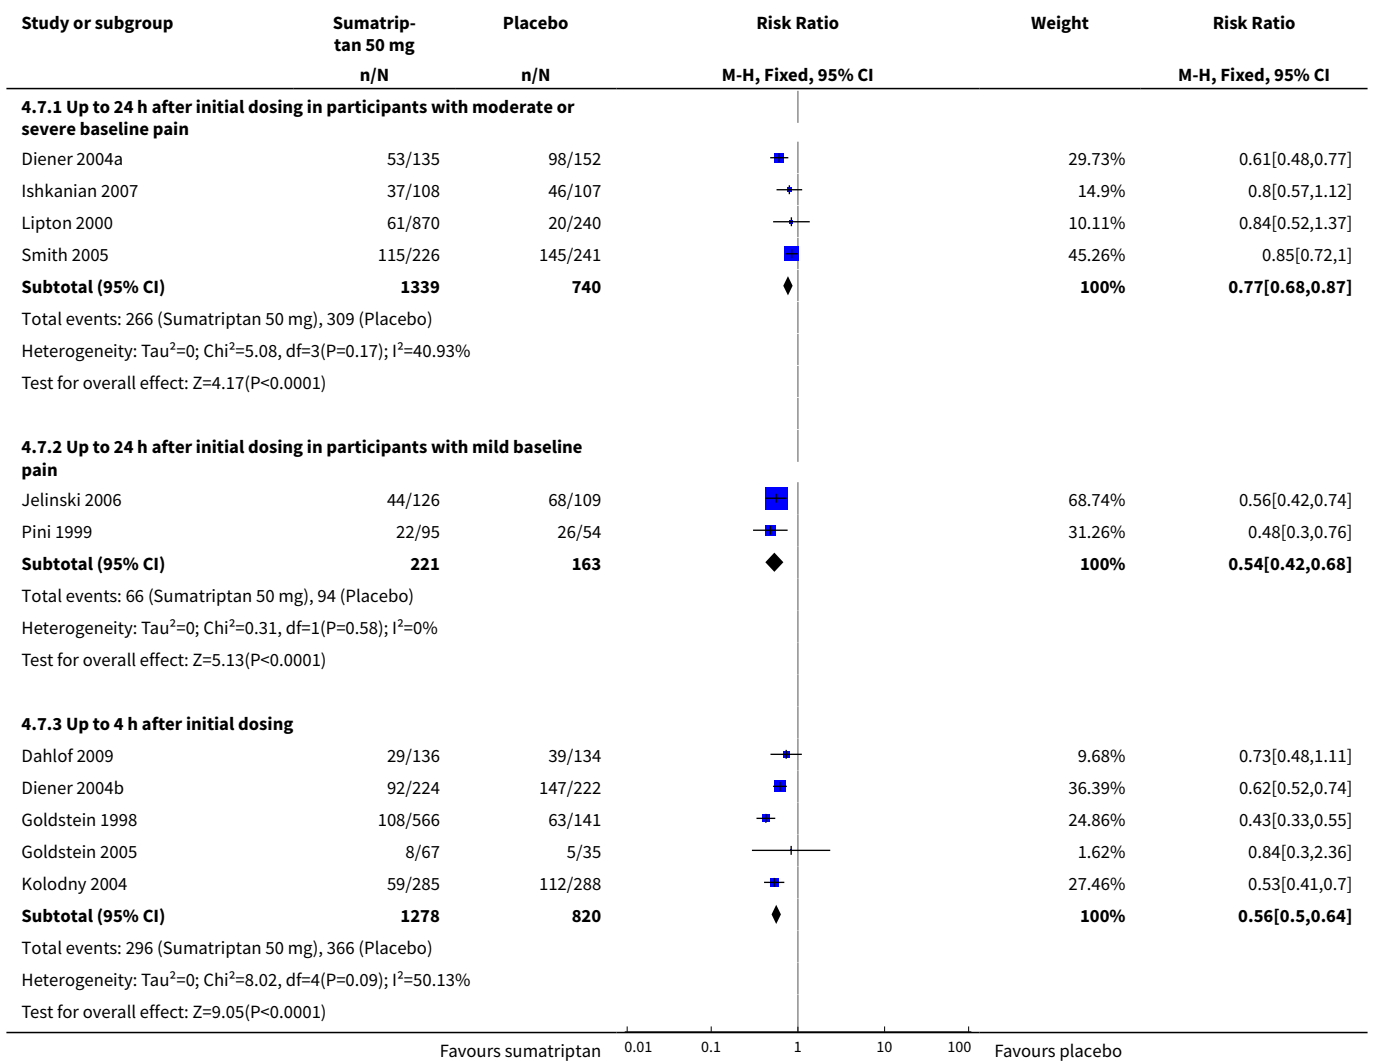 Study or subgroup Sumatrip- Placebo Risk Ratio Weight Risk Ratio
tan 50 mg
n/N n/N M-H, Fixed, 95% CI M-H, Fixed, 95% CI
4.7.1 Up to 24 h after initial dosing in participants with moderate or
severe baseline pain
Diener 2004a 53/135 98/152 29.73% 0.61[0.48,0.77]
Ishkanian 2007 37/108 46/107 14.9% 0.8[0.57,1.12]
Lipton 2000 61/870 20/240 10.11% 0.84[0.52,1.37]
Smith 2005 115/226 145/241 45.26% 0.85[0.72,1]
Subtotal (95% CI) 1339 740 100% 0.77[0.68,0.87]
Total events: 266 (Sumatriptan 50 mg), 309 (Placebo)
Heterogeneity: Tau²=0; Chi²=5.08, df=3(P=0.17); I²=40.93%
Test for overall effect: Z=4.17(P<0.0001)
4.7.2 Up to 24 h after initial dosing in participants with mild baseline
pain
Jelinski 2006 44/126 68/109 68.74% 0.56[0.42,0.74]
Pini 1999 22/95 26/54 31.26% 0.48[0.3,0.76]
Subtotal (95% CI) 221 163 100% 0.54[0.42,0.68]
Total events: 66 (Sumatriptan 50 mg), 94 (Placebo)
Heterogeneity: Tau²=0; Chi²=0.31, df=1(P=0.58); I²=0%
Test for overall effect: Z=5.13(P<0.0001)
4.7.3 Up to 4 h after initial dosing
Dahlof 2009 29/136 39/134 9.68% 0.73[0.48,1.11]
Diener 2004b 92/224 147/222 36.39% 0.62[0.52,0.74]
Goldstein 1998 108/566 63/141 24.86% 0.43[0.33,0.55]
Goldstein 2005 8/67 5/35 1.62% 0.84[0.3,2.36]
Kolodny 2004 59/285 112/288 27.46% 0.53[0.41,0.7]
Subtotal (95% CI) 1278 820 100% 0.56[0.5,0.64]
Total events: 296 (Sumatriptan 50 mg), 366 (Placebo)
Heterogeneity: Tau²=0; Chi²=8.02, df=4(P=0.09); I²=50.13%
Test for overall effect: Z=9.05(P<0.0001)
Favours sumatriptan 0.01 0.1 1 10 100 Favours placebo